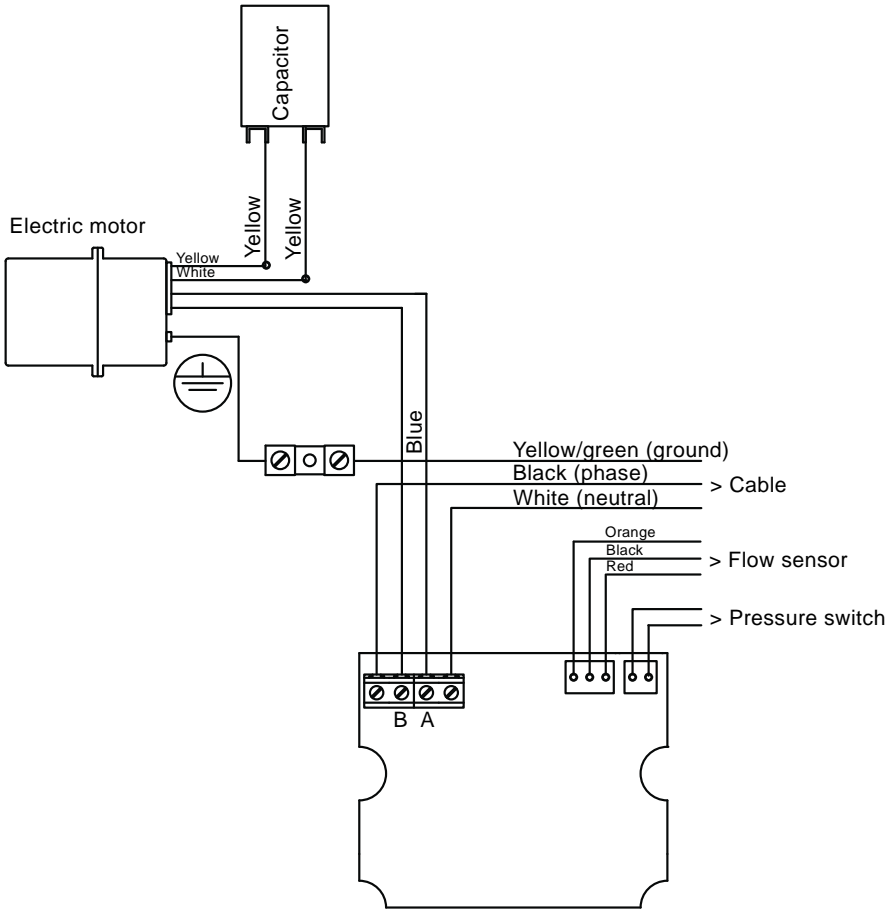 Capacitor
Yellow
Yellow
Electric motor
Yellow
White
Blue
Yellow/green (ground)
Black (phase)
White (neutral)
> Cable
Orange
Black
Red
> Flow sensor
> Pressure switch
B A